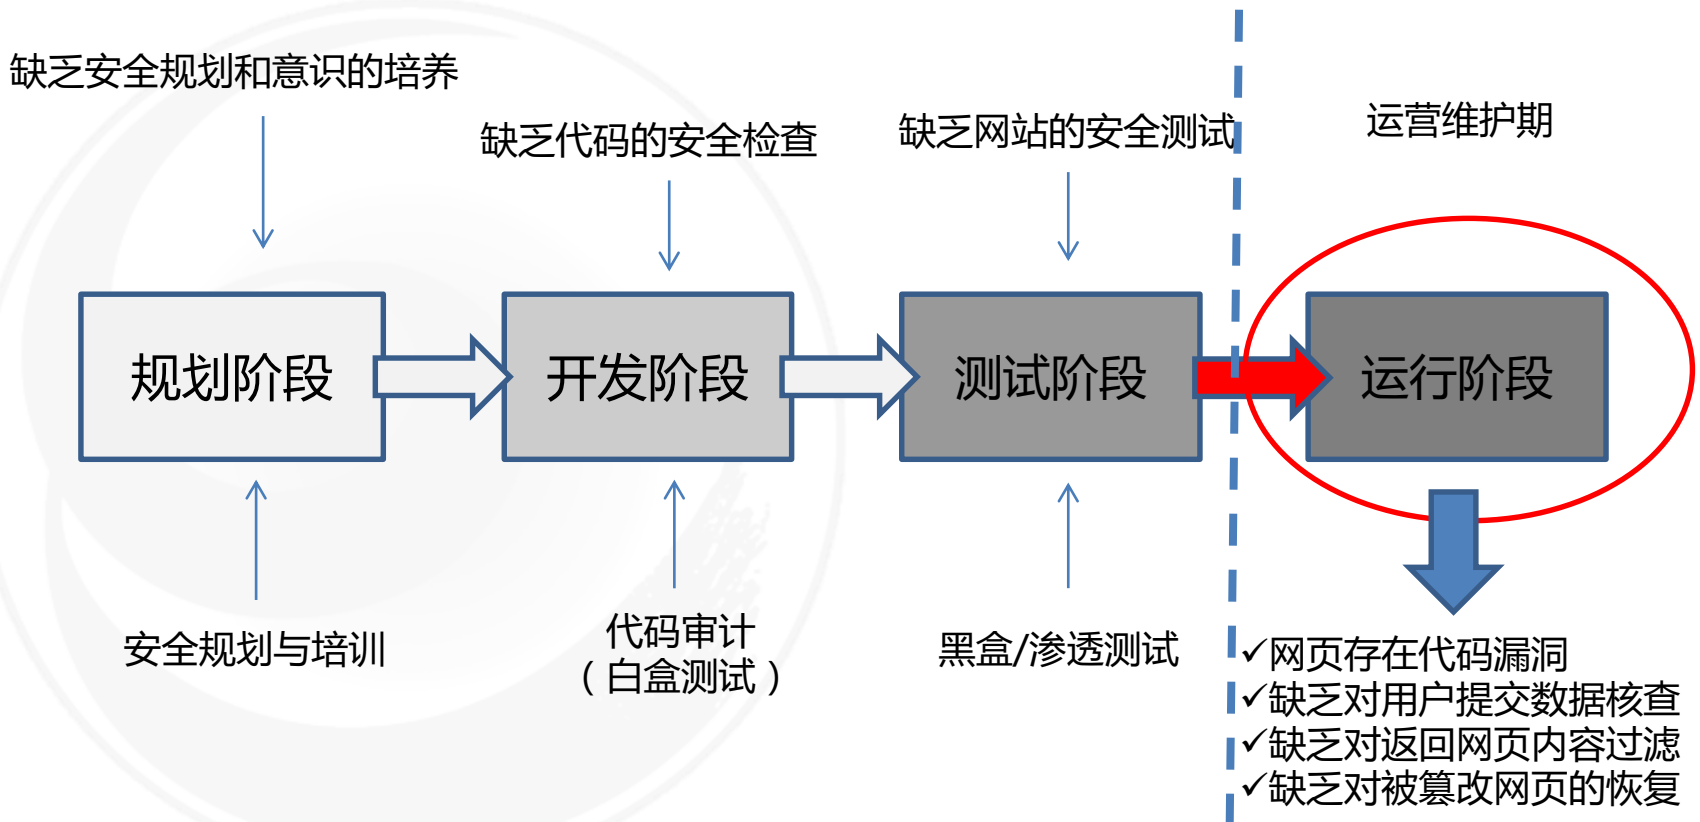 缺乏安全规划和意识的培养
缺乏代码的安全检查
缺乏网站的安全测试
运营维护期
规划阶段
开发阶段
测试阶段
运行阶段
安全规划与培训
代码审计
（白盒测试）
黑盒/渗透测试
✓网页存在代码漏洞
✓缺乏对用户提交数据核查
✓缺乏对返回网页内容过滤
✓缺乏对被篡改网页的恢复